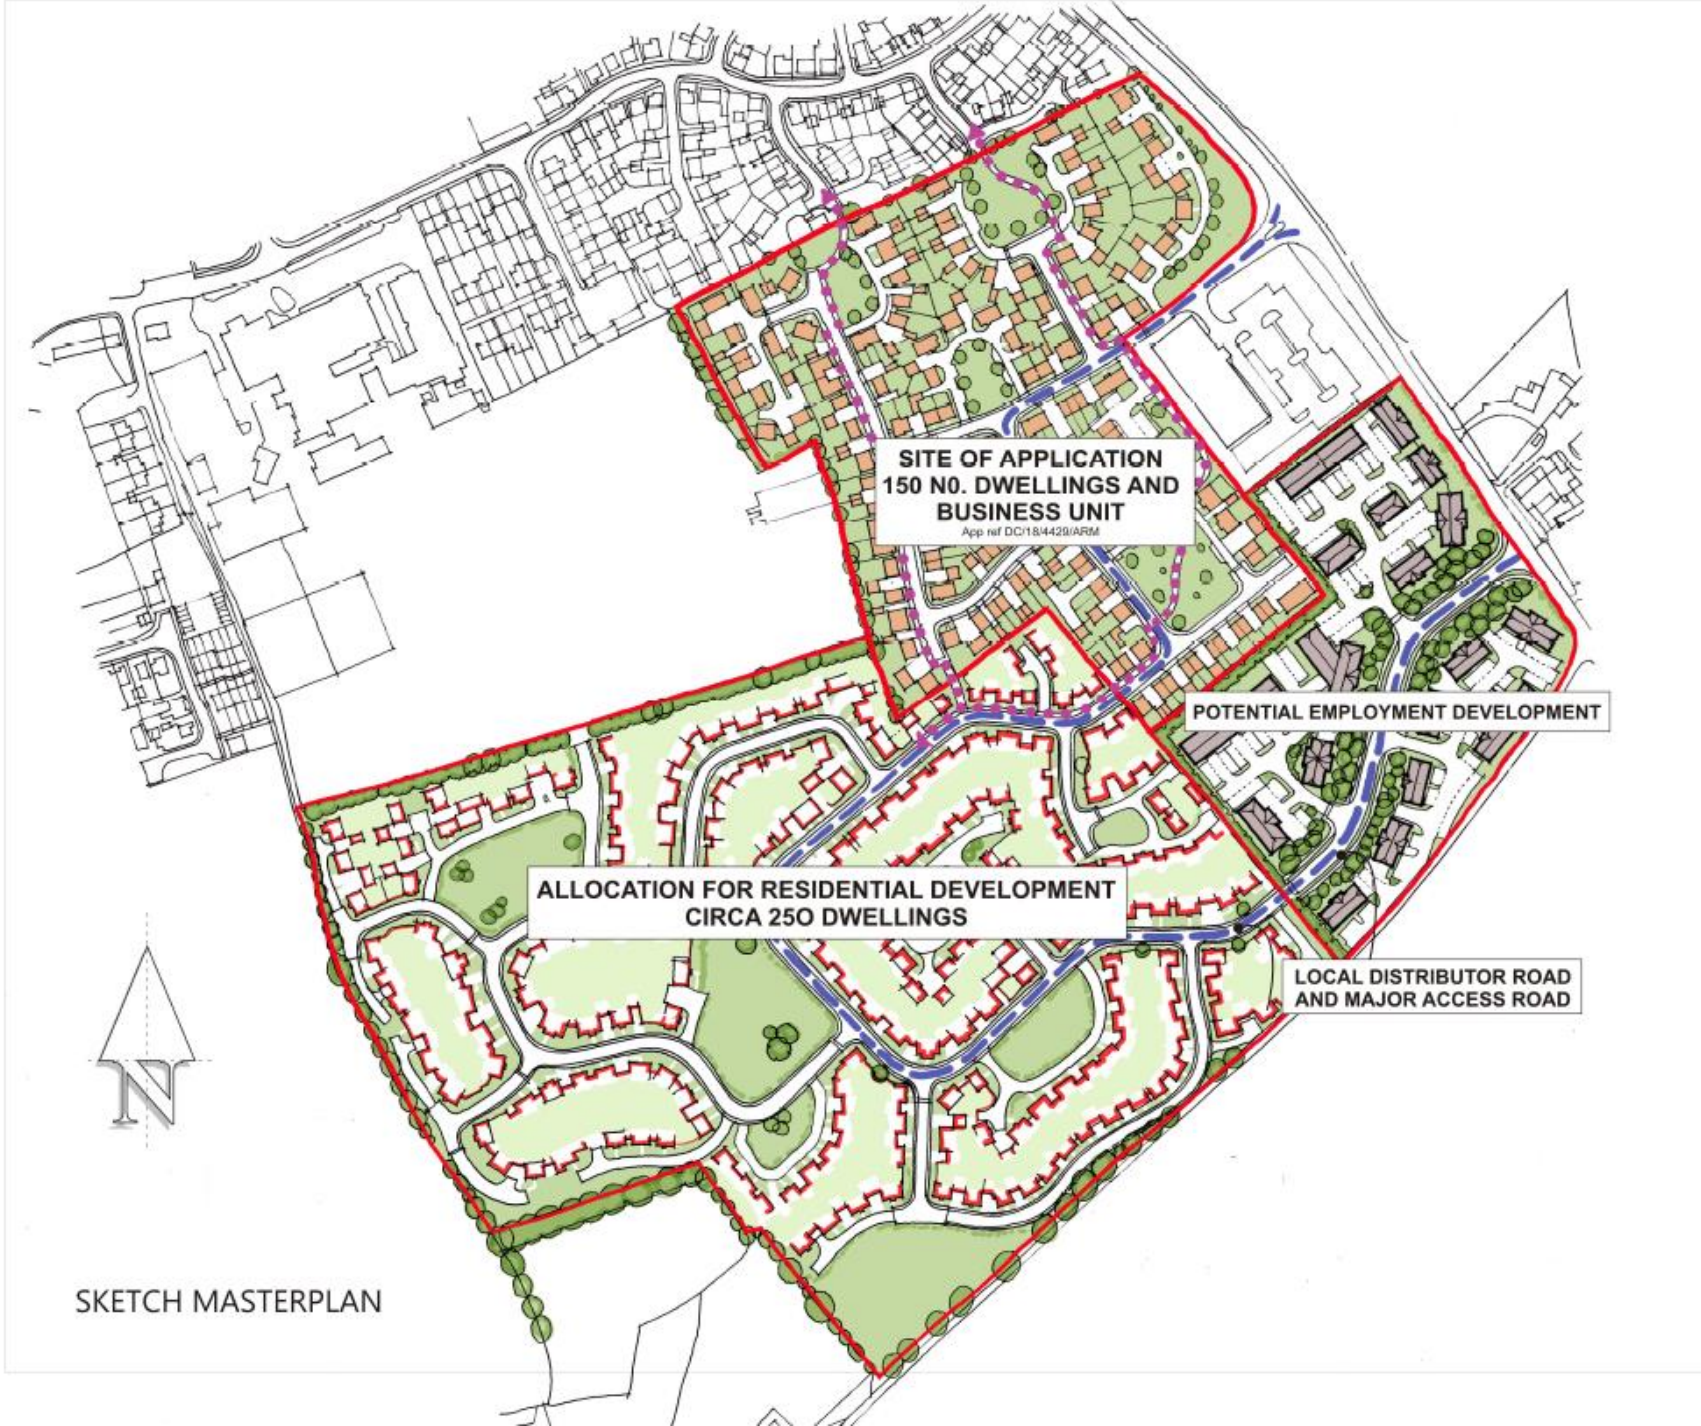 SITE OF APPLICATION
150 N0. DWELLINGS AND
BUSINESS UNIT
App ref DC/18/4429/ARM
POTENTIAL EMPLOYMENT DEVELOPMENT
ALLOCATION FOR RESIDENTIAL DEVELOPMENT
CIRCA 25O DWELLINGS
LOCAL DISTRIBUTOR ROAD
AND MAJOR ACCESS ROAD
N
SKETCH MASTERPLAN